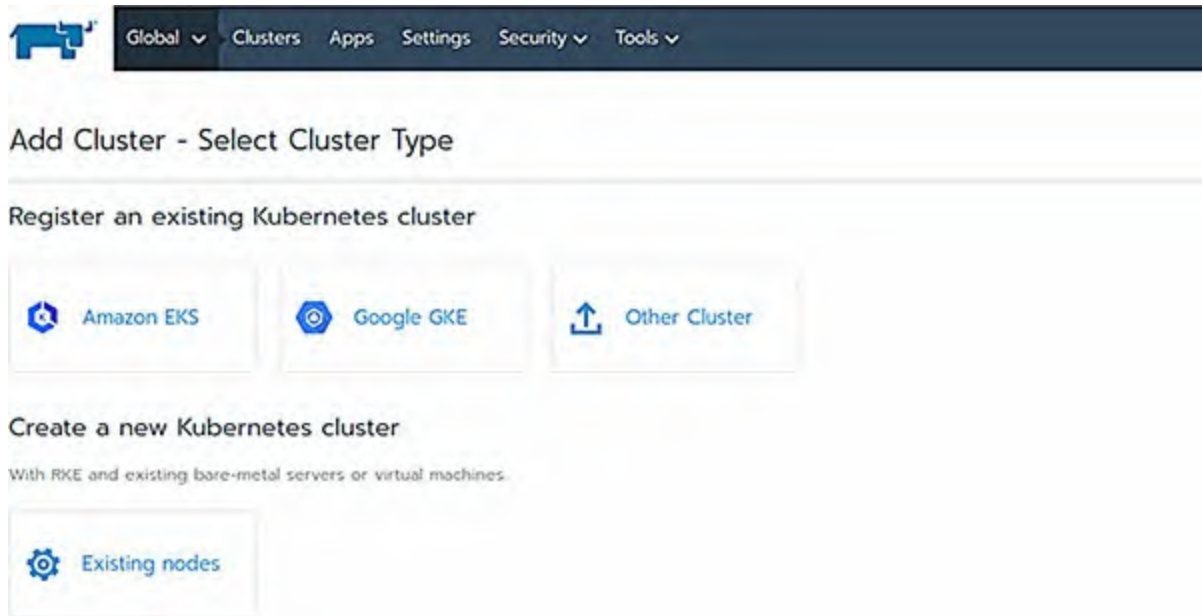 Global Clusters Apps Settings Security Tools
Add Cluster - Select Cluster Type
Register an existing Kubernetes cluster
Amazon EKS Google GKE Other Cluster
Create a new Kubernetes cluster
With RKE and existing bare-metal servers or virtual machines.
Existing nodes